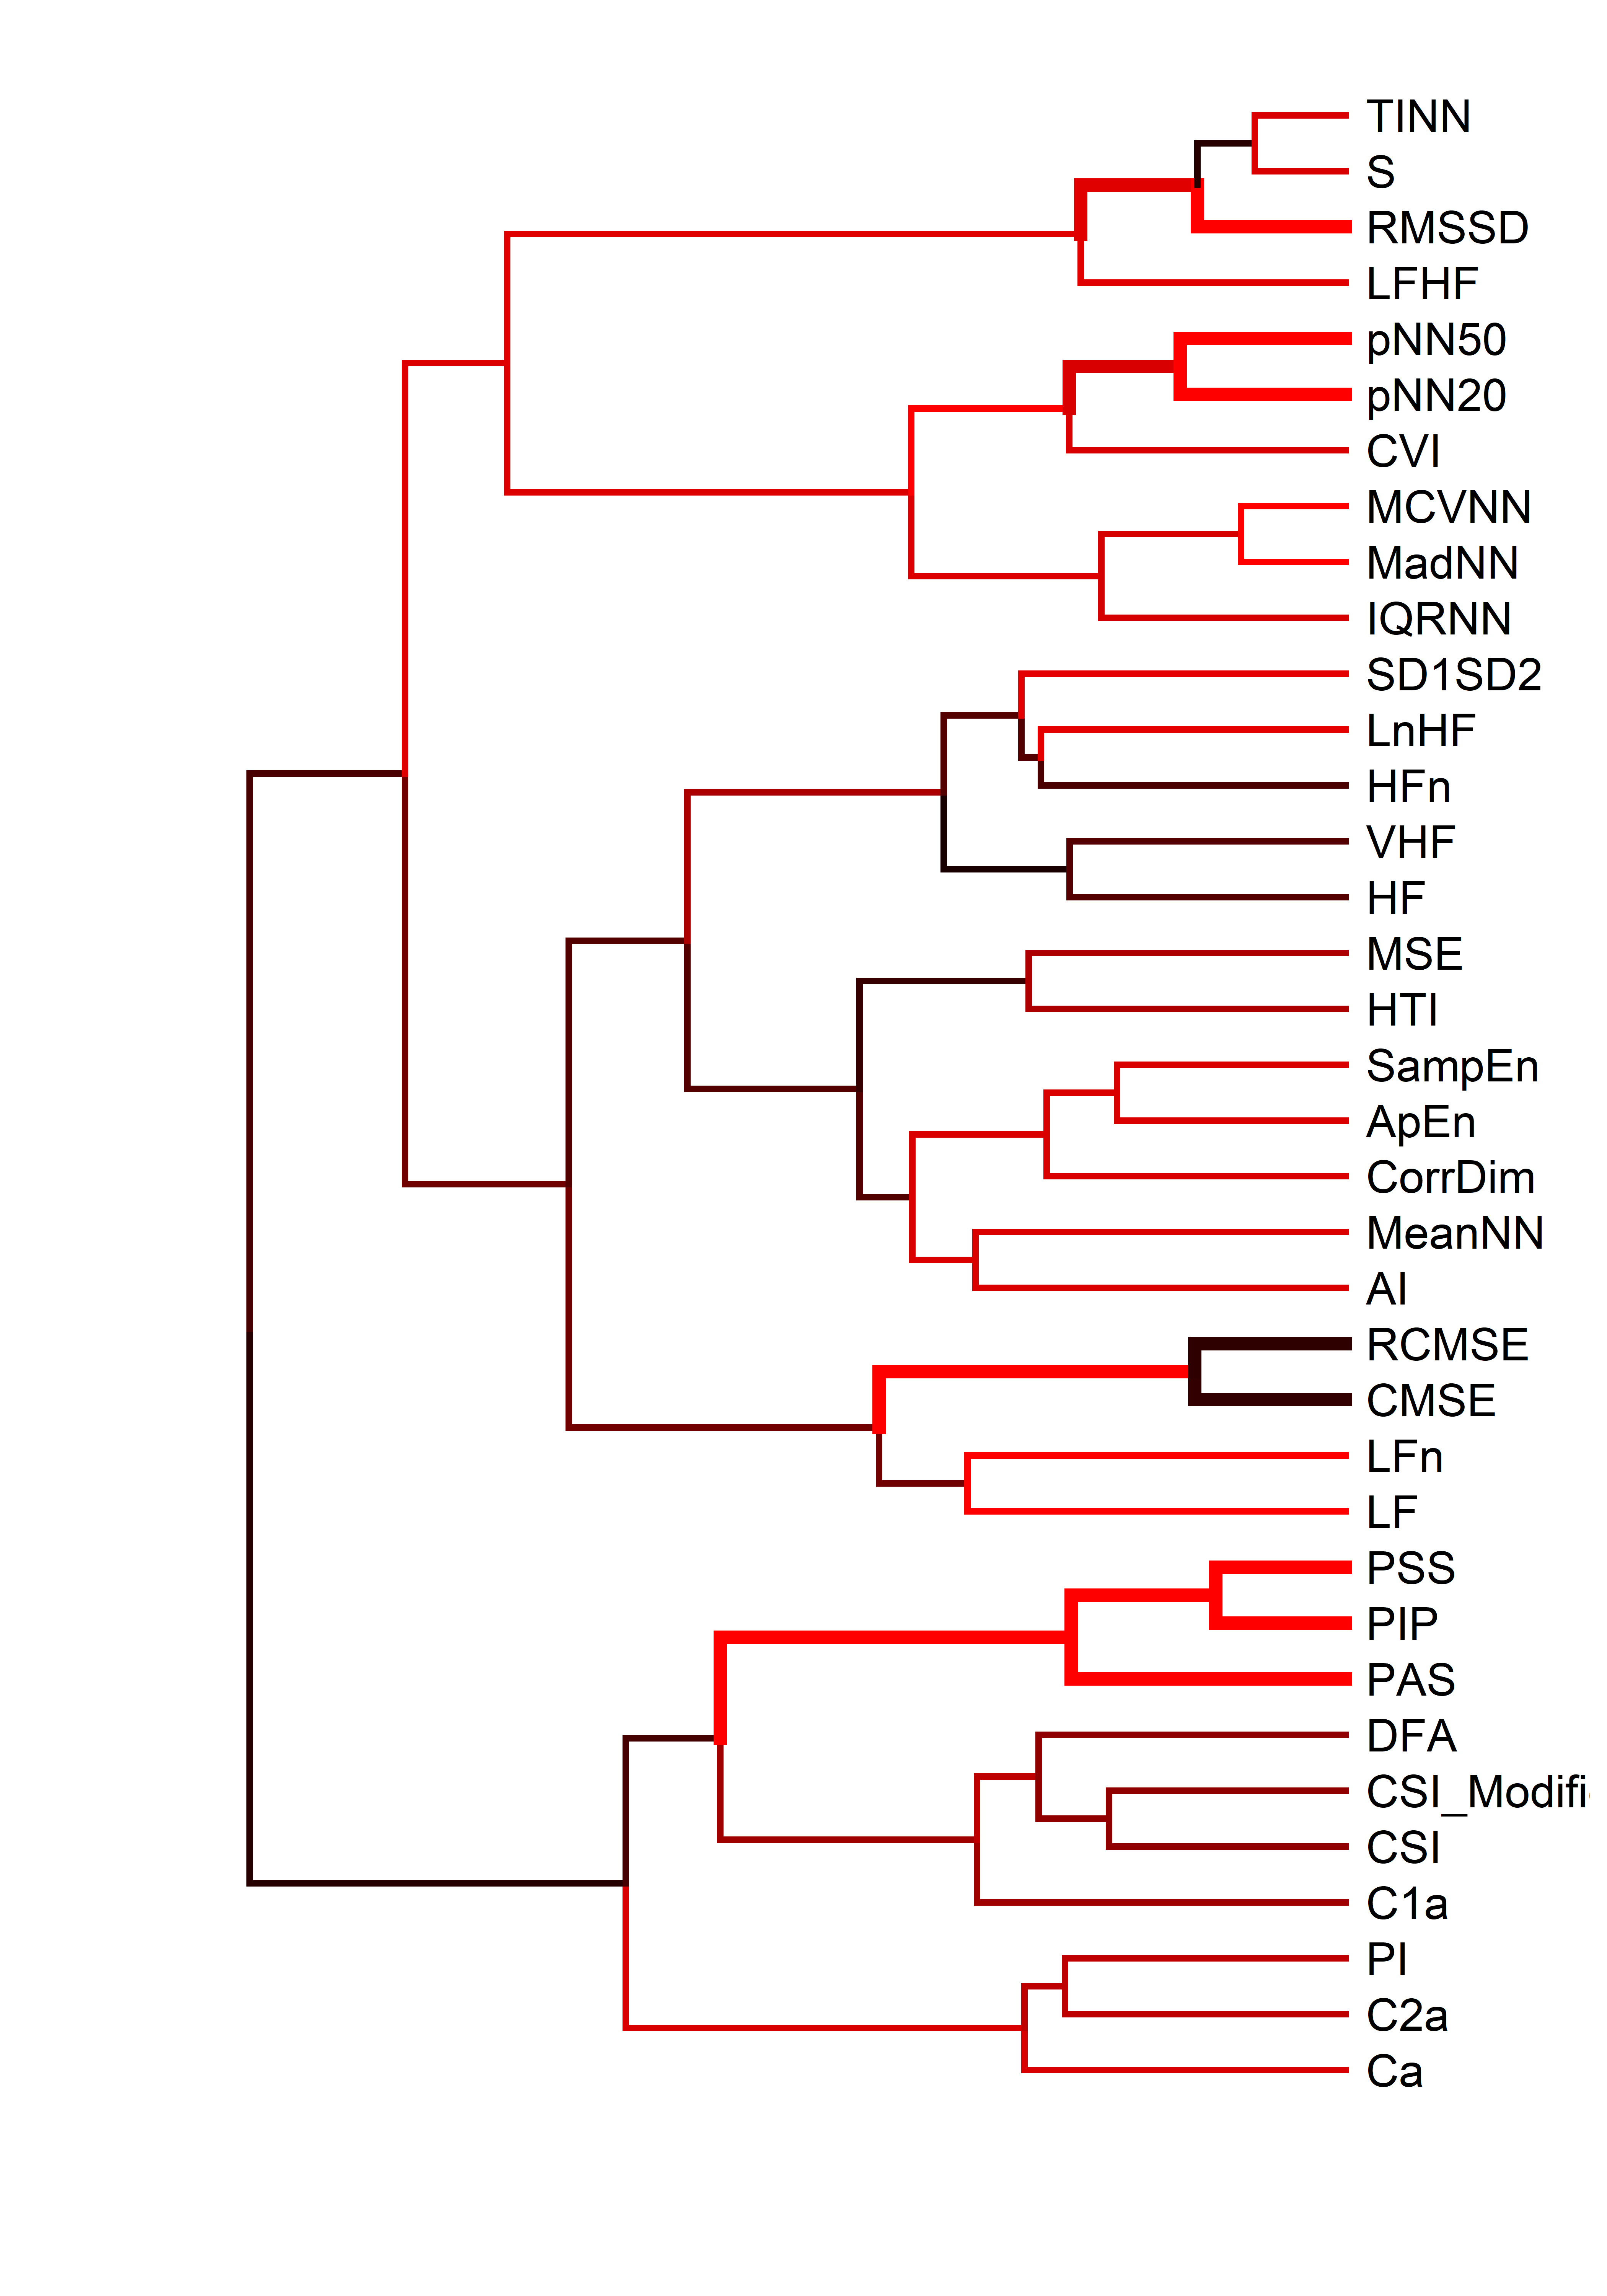 TINN
S
RMSSD
LFHF
pNN50
pNN20
CVI
MCVNN
MadNN
IQRNN
SD1SD2
LnHF
HFn
VHF
HF
MSE
HTI
SampEn
ApEn
CorrDim
MeanNN
AI
RCMSE
CMSE
LFn
LF
PSS
PIP
PAS
DFA
CSI_Modifi
CSI
C1a
PI
C2a
Ca